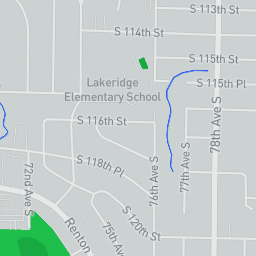 S 113th St
S 114th St
S 115th St
S 115th Pl
Lakeridge
Elementary School
S 116th St
78th Ave S
S 118th Pl
72nd Ave S
76th Ave S
77th Ave S
S 120th St
Renton
75th Ave